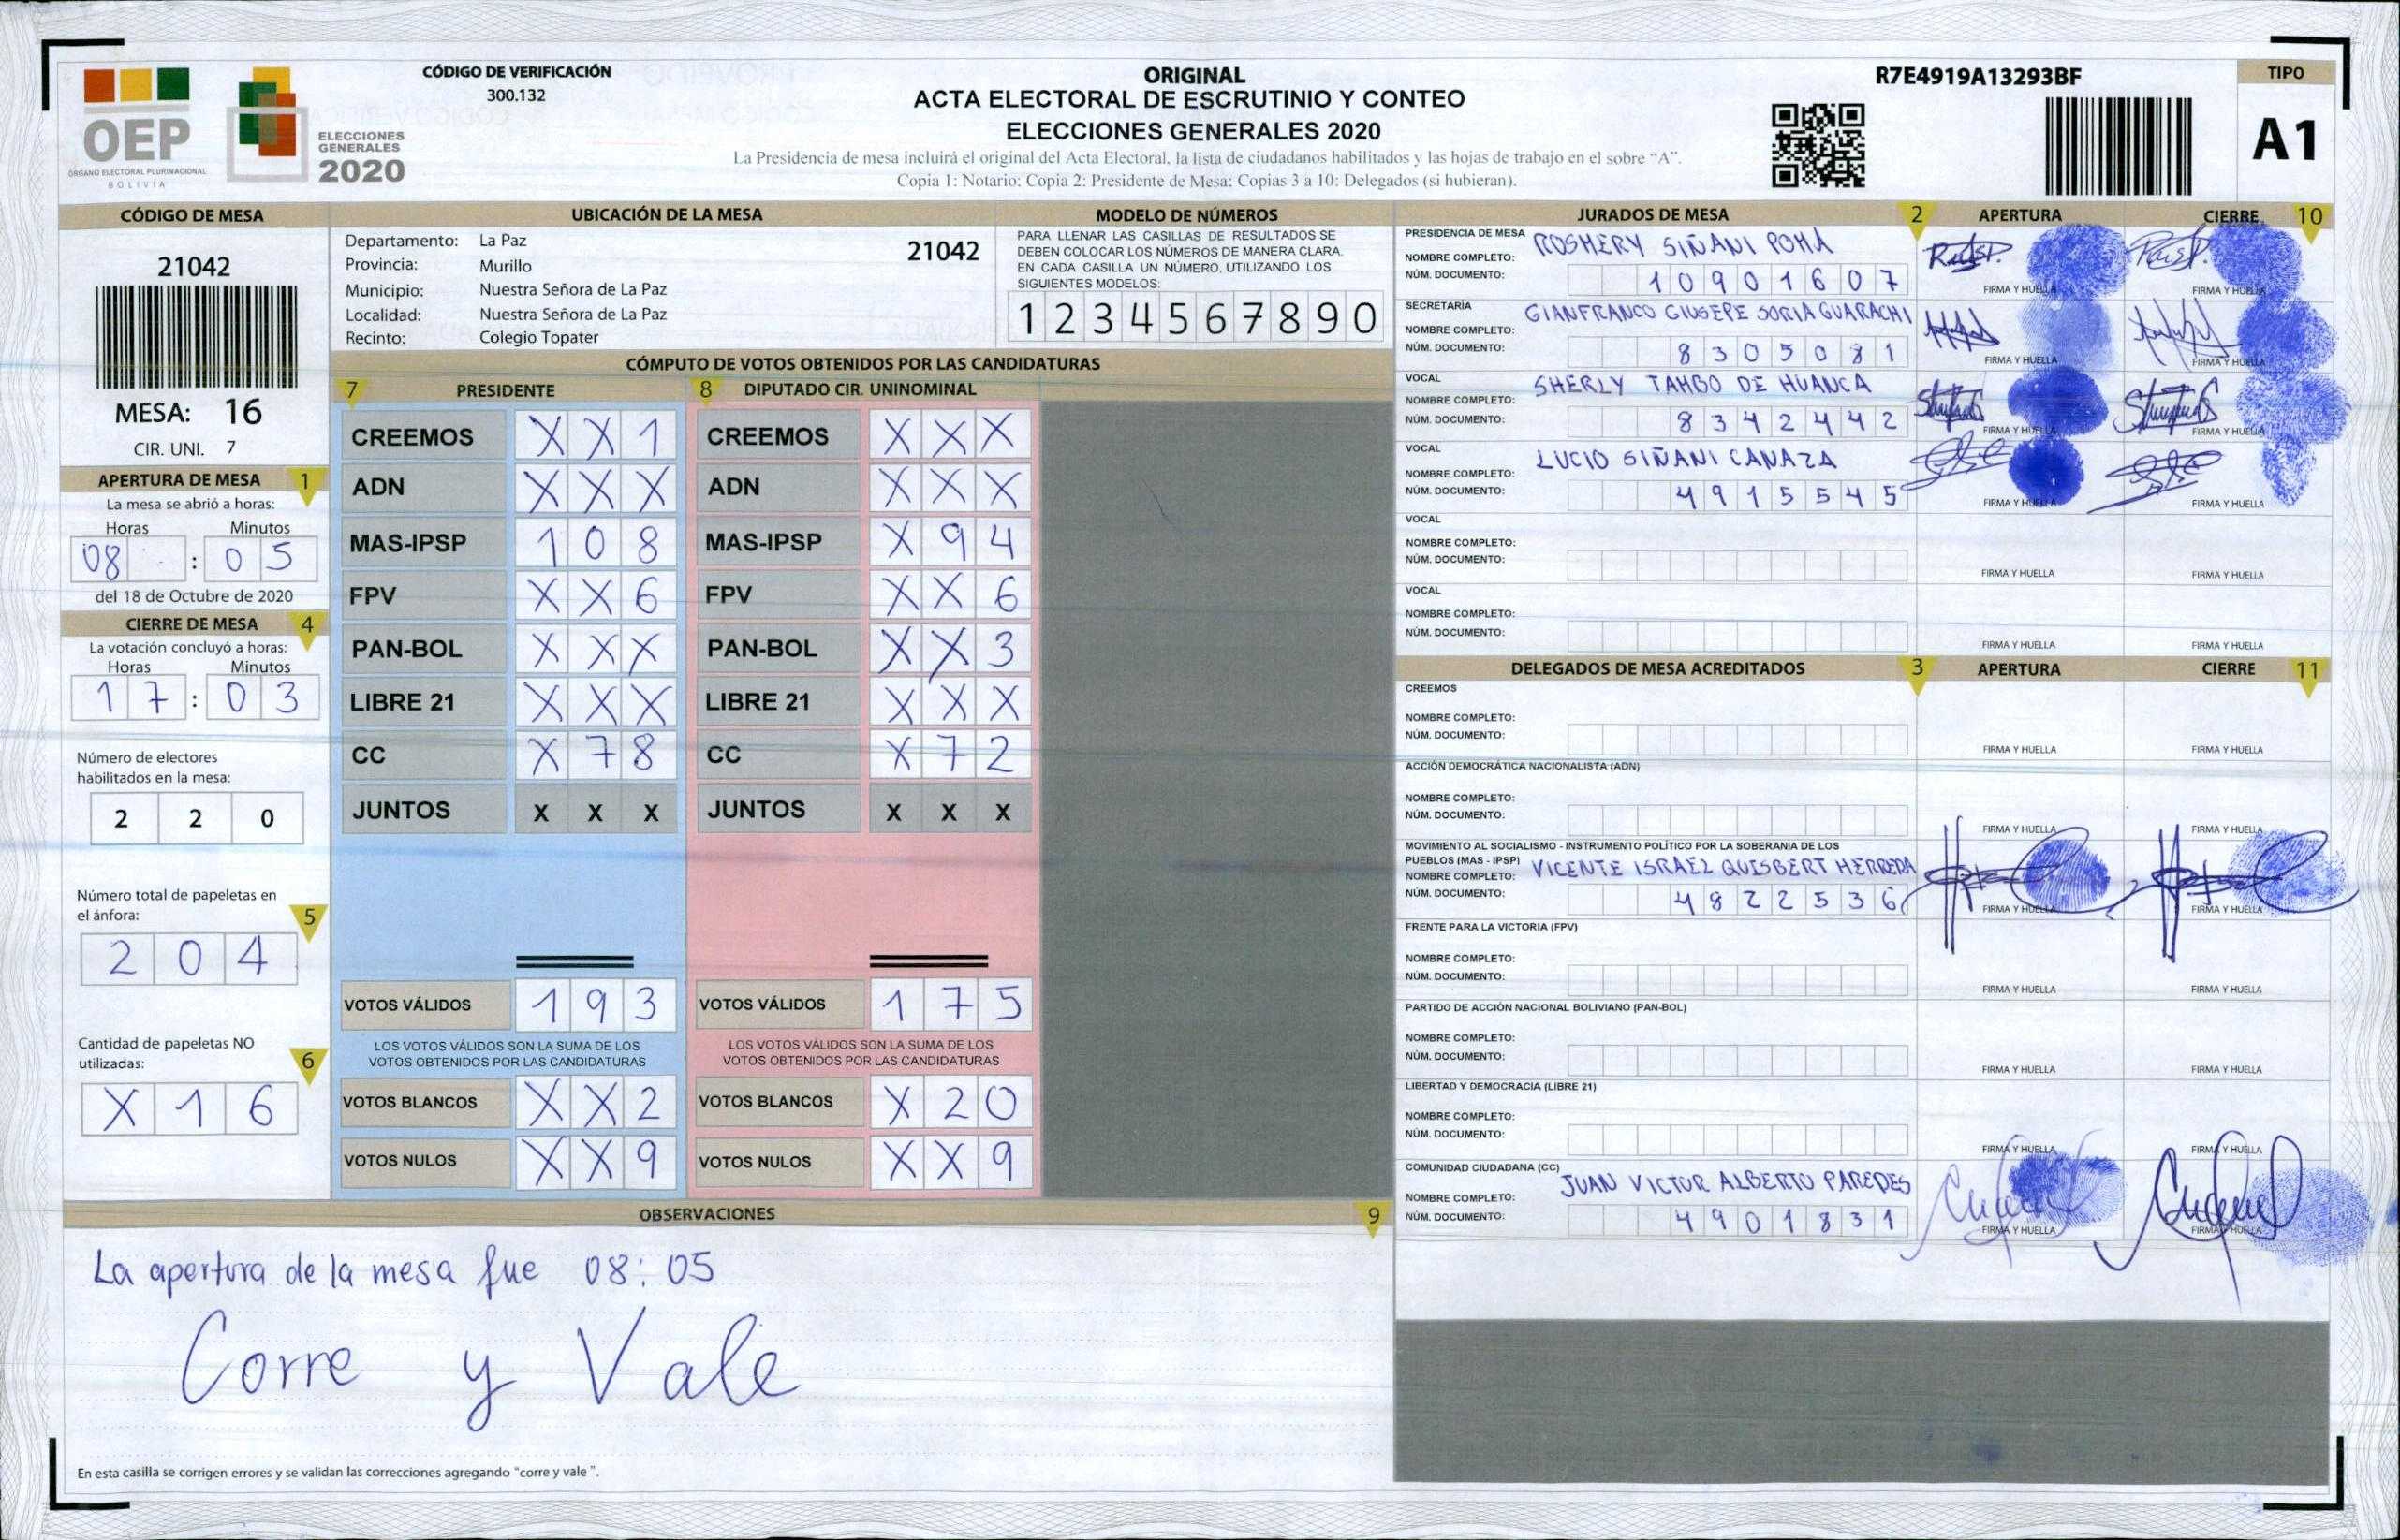 OEP
ÓRGANO ELECTORAL PLURINACIONAL
BOLIVIA
ELECCIONES
GENERALES
2020
CÓDIGO DE VERIFICACIÓN
300.132
ORIGINAL
ACTA ELECTORAL DE ESCRUTINIO Y CONTEO
ELECCIONES GENERALES 2020
La Presidencia de mesa incluirá el original del Acta Electoral, la lista de ciudadanos habilitados y las hojas de trabajo en el sobre "A".
Copia 1: Notario; Copia 2: Presidente de Mesa; Copias 3 a 10: Delegados (si hubieran).
R7E4919A13293BF
TIPO
A1
CÓDIGO DE MESA
21042
MESA: 16
CIR. UNI. 7
APERTURA DE MESA 1
La mesa se abrió a horas:
Horas Minutos
08 : 05
del 18 de Octubre de 2020
CIERRE DE MESA 4
La votación concluyó a horas:
Horas Minutos
17 : 03
Número de electores
habilitados en la mesa:
2 2 0
Número total de papeletas en
el ánfora: 5
2 0 4
Cantidad de papeletas NO
utilizadas: 6
X 1 6
UBICACIÓN DE LA MESA
Departamento: La Paz 21042
Provincia: Murillo
Municipio: Nuestra Señora de La Paz
Localidad: Nuestra Señora de La Paz
Recinto: Colegio Topater
MODELO DE NÚMEROS
PARA LLENAR LAS CASILLAS DE RESULTADOS SE
DEBEN COLOCAR LOS NÚMEROS DE MANERA CLARA.
EN CADA CASILLA UN NÚMERO, UTILIZANDO LOS
SIGUIENTES MODELOS:
1 2 3 4 5 6 7 8 9 0
CÓMPUTO DE VOTOS OBTENIDOS POR LAS CANDIDATURAS
7 PRESIDENTE
CREEMOS X X 1
ADN X X X
MAS-IPSP 1 0 8
FPV X X 6
PAN-BOL X X X
LIBRE 21 X X X
CC X 7 8
JUNTOS X X X
VOTOS VÁLIDOS 1 9 3
LOS VOTOS VÁLIDOS SON LA SUMA DE LOS
VOTOS OBTENIDOS POR LAS CANDIDATURAS
VOTOS BLANCOS X X 2
VOTOS NULOS X X 9
8 DIPUTADO CIR. UNINOMINAL
CREEMOS X X X
ADN X X X
MAS-IPSP X 9 4
FPV X X 6
PAN-BOL X X 3
LIBRE 21 X X X
CC X 7 2
JUNTOS X X X
VOTOS VÁLIDOS 1 7 5
LOS VOTOS VÁLIDOS SON LA SUMA DE LOS
VOTOS OBTENIDOS POR LAS CANDIDATURAS
VOTOS BLANCOS X 2 0
VOTOS NULOS X X 9
OBSERVACIONES 9
La apertura de la mesa fue 08:05
Corre y Vale
En esta casilla se corrigen errores y se validan las correcciones agregando "corre y vale ".
JURADOS DE MESA 2 APERTURA CIERRE 10
PRESIDENCIA DE MESA
NOMBRE COMPLETO: ROSMERY SIÑANI POMA
NÚM. DOCUMENTO: 10901607
FIRMA Y HUELLA FIRMA Y HUELLA
SECRETARÍA
NOMBRE COMPLETO: GIANFRANCO GIUSEPE SORIA GUARACHI
NÚM. DOCUMENTO: 8305081
FIRMA Y HUELLA FIRMA Y HUELLA
VOCAL
NOMBRE COMPLETO: SHERLY TAMBO DE HUANCA
NÚM. DOCUMENTO: 8342442
FIRMA Y HUELLA FIRMA Y HUELLA
VOCAL
NOMBRE COMPLETO: LUCIO SIÑANI CANAZA
NÚM. DOCUMENTO: 4915545
FIRMA Y HUELLA FIRMA Y HUELLA
VOCAL
NOMBRE COMPLETO:
NÚM. DOCUMENTO:
FIRMA Y HUELLA FIRMA Y HUELLA
VOCAL
NOMBRE COMPLETO:
NÚM. DOCUMENTO:
FIRMA Y HUELLA FIRMA Y HUELLA
DELEGADOS DE MESA ACREDITADOS 3 APERTURA CIERRE 11
CREEMOS
NOMBRE COMPLETO:
NÚM. DOCUMENTO:
FIRMA Y HUELLA FIRMA Y HUELLA
ACCIÓN DEMOCRÁTICA NACIONALISTA (ADN)
NOMBRE COMPLETO:
NÚM. DOCUMENTO:
FIRMA Y HUELLA FIRMA Y HUELLA
MOVIMIENTO AL SOCIALISMO - INSTRUMENTO POLÍTICO POR LA SOBERANIA DE LOS
PUEBLOS (MAS - IPSP)
NOMBRE COMPLETO: VICENTE ISRAEL QUISBERT HERRERA
NÚM. DOCUMENTO: 4822536
FIRMA Y HUELLA FIRMA Y HUELLA
FRENTE PARA LA VICTORIA (FPV)
NOMBRE COMPLETO:
NÚM. DOCUMENTO:
FIRMA Y HUELLA FIRMA Y HUELLA
PARTIDO DE ACCIÓN NACIONAL BOLIVIANO (PAN-BOL)
NOMBRE COMPLETO:
NÚM. DOCUMENTO:
FIRMA Y HUELLA FIRMA Y HUELLA
LIBERTAD Y DEMOCRACIA (LIBRE 21)
NOMBRE COMPLETO:
NÚM. DOCUMENTO:
FIRMA Y HUELLA FIRMA Y HUELLA
COMUNIDAD CIUDADANA (CC)
NOMBRE COMPLETO: JUAN VICTOR ALBERTO PAREDES
NÚM. DOCUMENTO: 4901831
FIRMA Y HUELLA FIRMA Y HUELLA